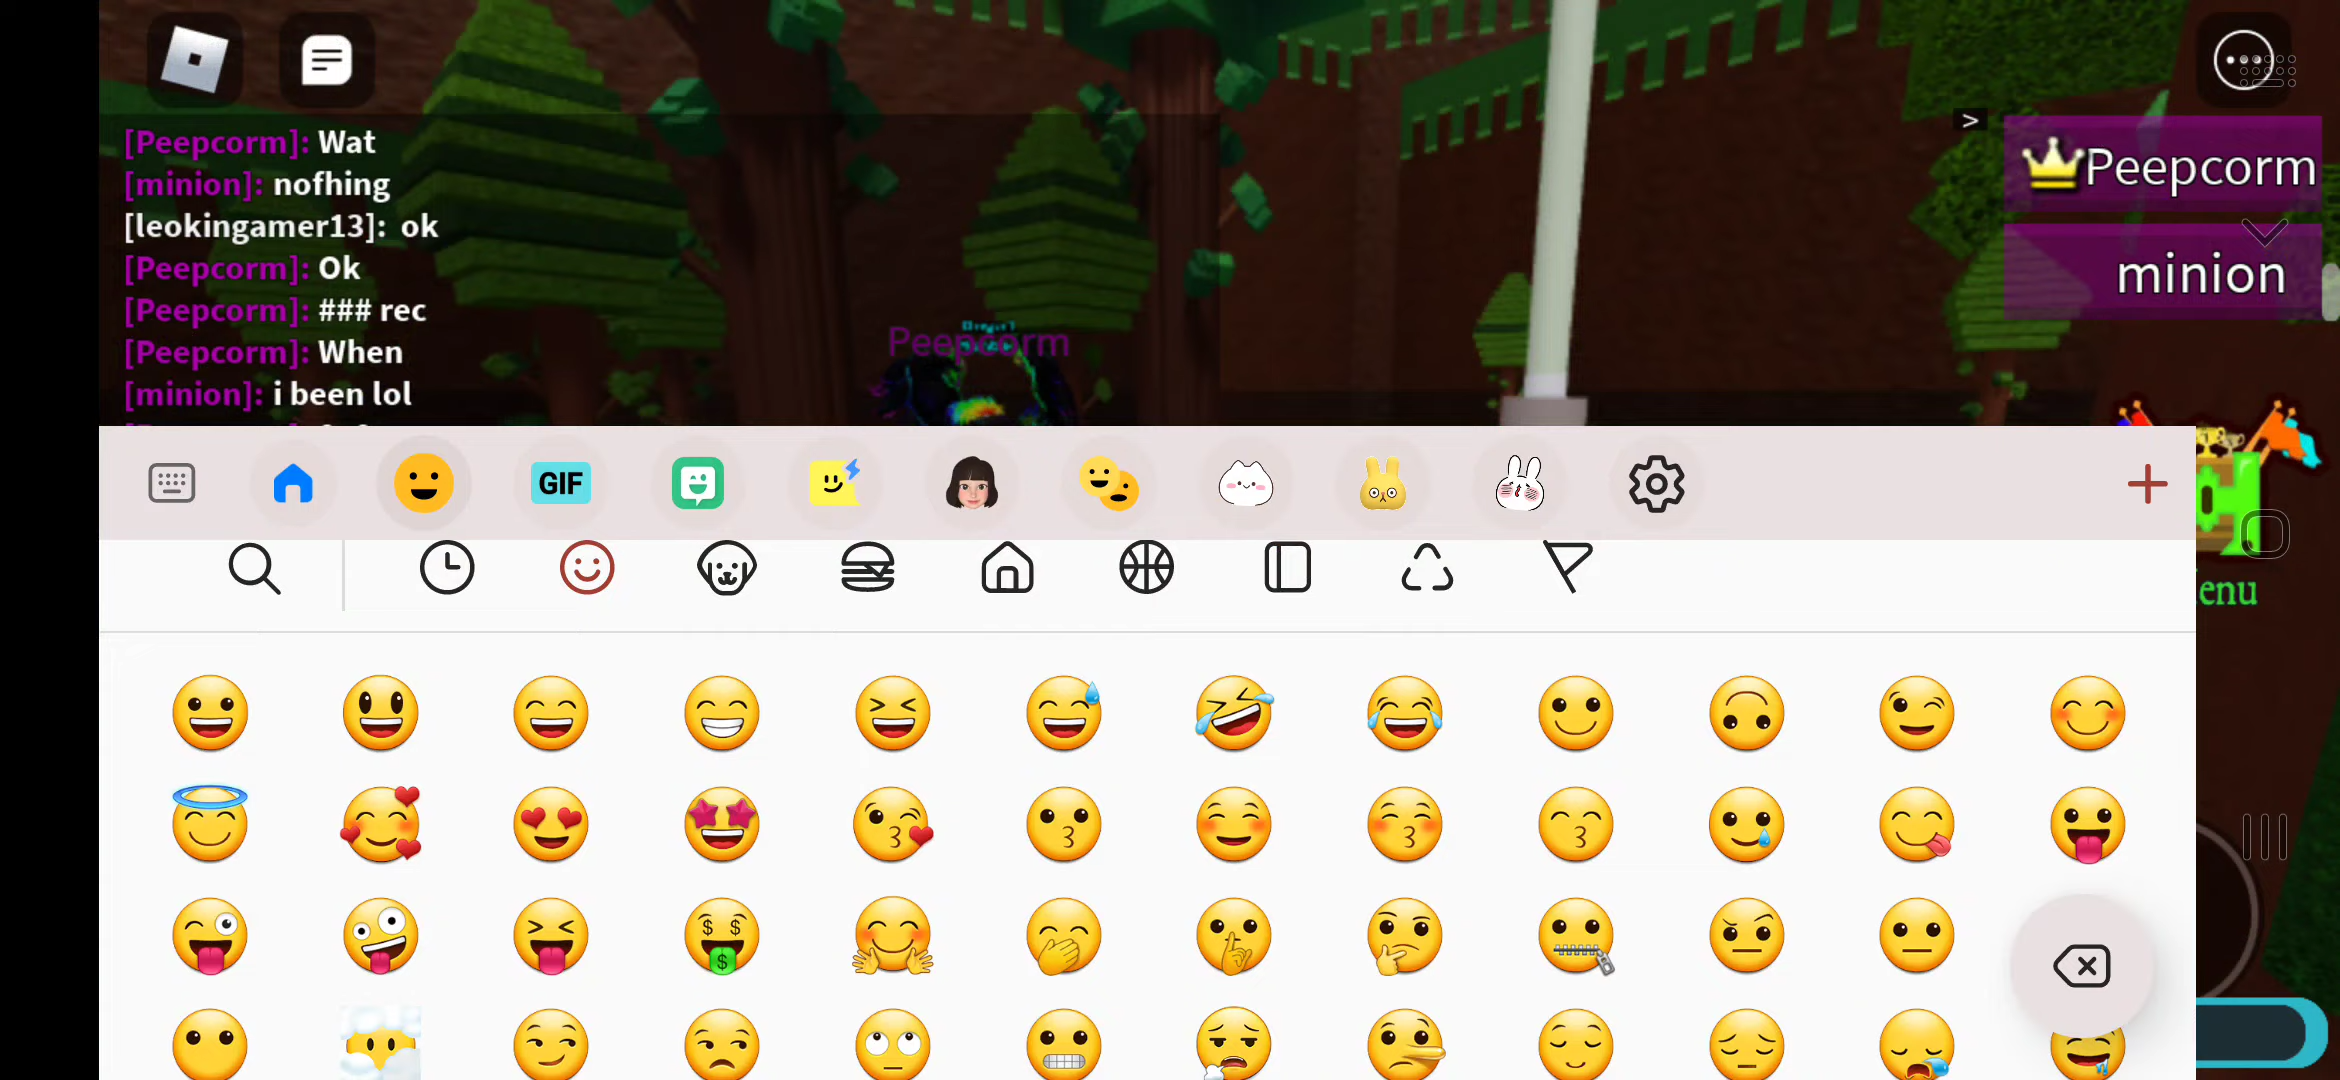 [Peepcorm]: Wat
[minion]: nofhing
[leokingamer13]: ok
[Peepcorm]: Ok
[Peepcorm]: ### rec
[Peepcorm]: When
[minion]: i been lol
>
Peepcorm
minion
Peepcorm
GIF
enu